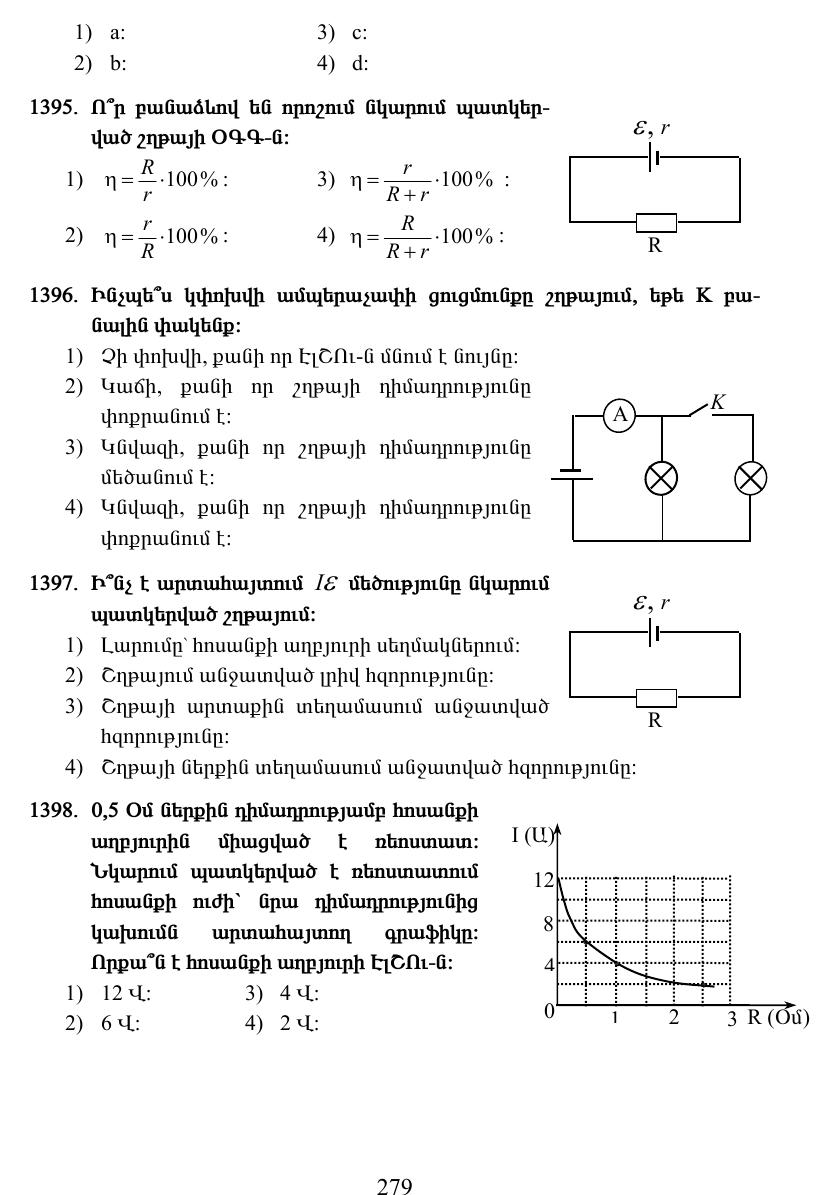 1) a: 3) c:
2) b: 4) d:
1395. Ո՞ր բանաձևով են որոշում նկարում պատկեր-
ված շղթայի ՕԳԳ-ն:
ε, r
1) η = R/r ·100% : 3) η = r/(R + r) ·100% :
2) η = r/R ·100% : 4) η = R/(R + r) ·100% :
R
1396. Ինչպե՞ս կփոխվի ամպերաչափի ցուցմունքը շղթայում, եթե K բա-
նալին փակենք:
1) Չի փոխվի, քանի որ ԷլՇՈւ-ն մնում է նույնը:
2) Կաճի, քանի որ շղթայի դիմադրությունը
փոքրանում է:
3) Կնվազի, քանի որ շղթայի դիմադրությունը
մեծանում է:
4) Կնվազի, քանի որ շղթայի դիմադրությունը
փոքրանում է:
A K
1397. Ի՞նչ է արտահայտում Iε մեծությունը նկարում
պատկերված շղթայում:
ε, r
1) Լարումը՝ հոսանքի աղբյուրի սեղմակներում:
2) Շղթայում անջատված լրիվ հզորությունը:
3) Շղթայի արտաքին տեղամասում անջատված
հզորությունը:
R
4) Շղթայի ներքին տեղամասում անջատված հզորությունը:
1398. 0,5 Օմ ներքին դիմադրությամբ հոսանքի
աղբյուրին միացված է ռեոստատ:
Նկարում պատկերված է ռեոստատում
հոսանքի ուժի՝ նրա դիմադրությունից
կախումն արտահայտող գրաֆիկը:
Որքա՞ն է հոսանքի աղբյուրի ԷլՇՈւ-ն:
1) 12 Վ: 3) 4 Վ:
2) 6 Վ: 4) 2 Վ:
I (Ա)
12
8
4
0 1 2 3 R (Օմ)
279